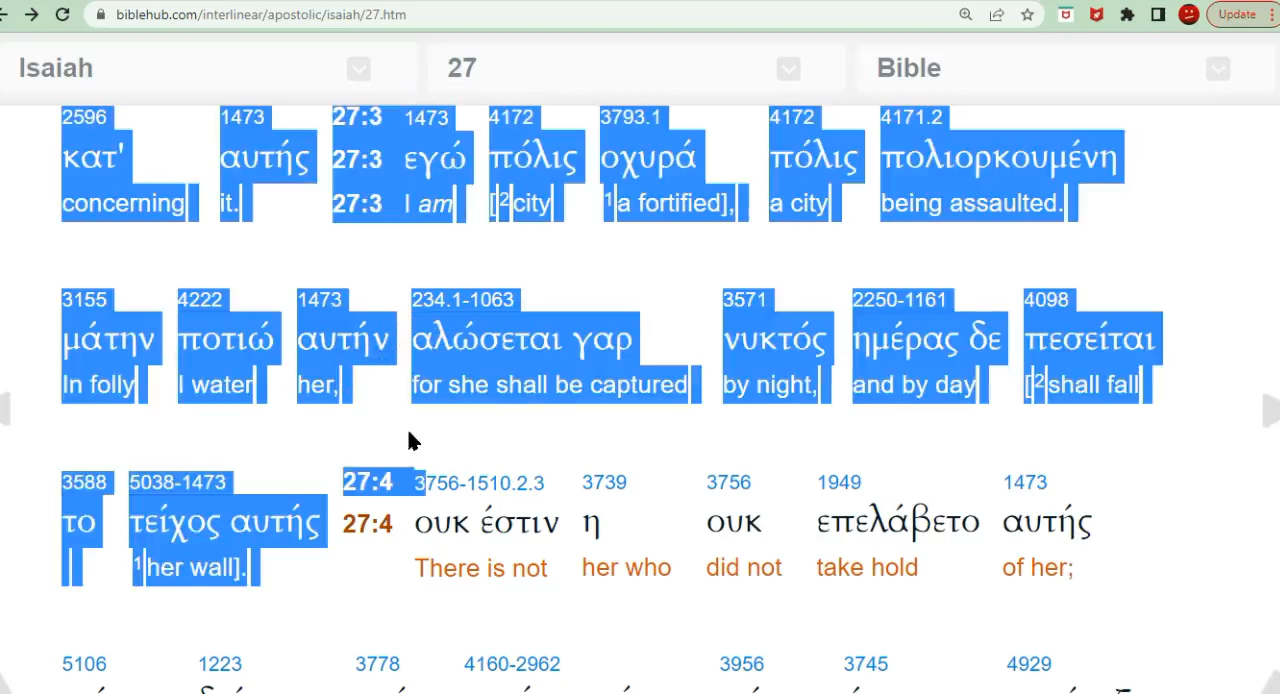 biblehub.com/interlinear/apostolic/isaiah/27.htm Update
Isaiah 27 Bible
2596 1473 27:3 1473 4172 3793.1 4172 4171.2
κατ' αυτής 27:3 εγώ πόλις οχυρά πόλις πολιορκουμένη
concerning it. 27:3 I am [²city ¹a fortified], a city being assaulted.
3155 4222 1473 234.1-1063 3571 2250-1161 4098
μάτην ποτιώ αυτήν αλώσεται γαρ νυκτός ημέρας δε πεσείται
In folly I water her, for she shall be captured by night, and by day [²shall fall
3588 5038-1473 27:4 3756-1510.2.3 3739 3756 1949 1473
το τείχος αυτής 27:4 ουκ έστιν η ουκ επελάβετο αυτής
¹her wall]. There is not her who did not take hold of her;
5106 1223 3778 4160-2962 3956 3745 4929